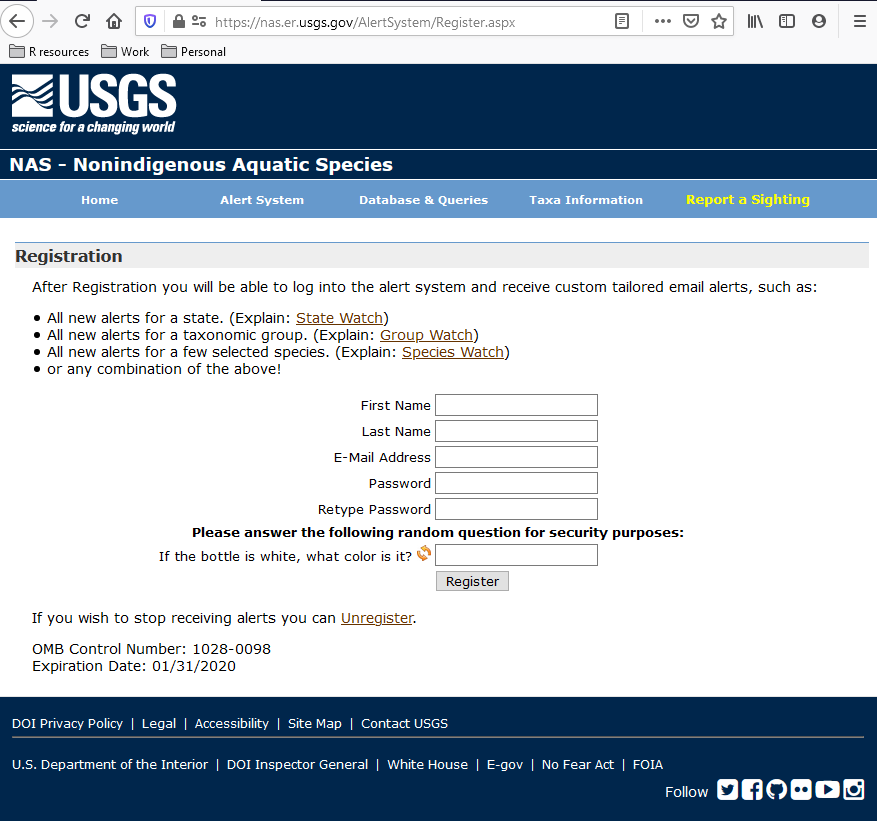 https://nas.er.usgs.gov/AlertSystem/Register.aspx
R resources Work Personal
USGS
science for a changing world
NAS - Nonindigenous Aquatic Species
Home Alert System Database & Queries Taxa Information Report a Sighting
Registration
After Registration you will be able to log into the alert system and receive custom tailored email alerts, such as:
• All new alerts for a state. (Explain: State Watch)
• All new alerts for a taxonomic group. (Explain: Group Watch)
• All new alerts for a few selected species. (Explain: Species Watch)
• or any combination of the above!
First Name
Last Name
E-Mail Address
Password
Retype Password
Please answer the following random question for security purposes:
If the bottle is white, what color is it?
Register
If you wish to stop receiving alerts you can Unregister.
OMB Control Number: 1028-0098
Expiration Date: 01/31/2020
DOI Privacy Policy | Legal | Accessibility | Site Map | Contact USGS
U.S. Department of the Interior | DOI Inspector General | White House | E-gov | No Fear Act | FOIA
Follow